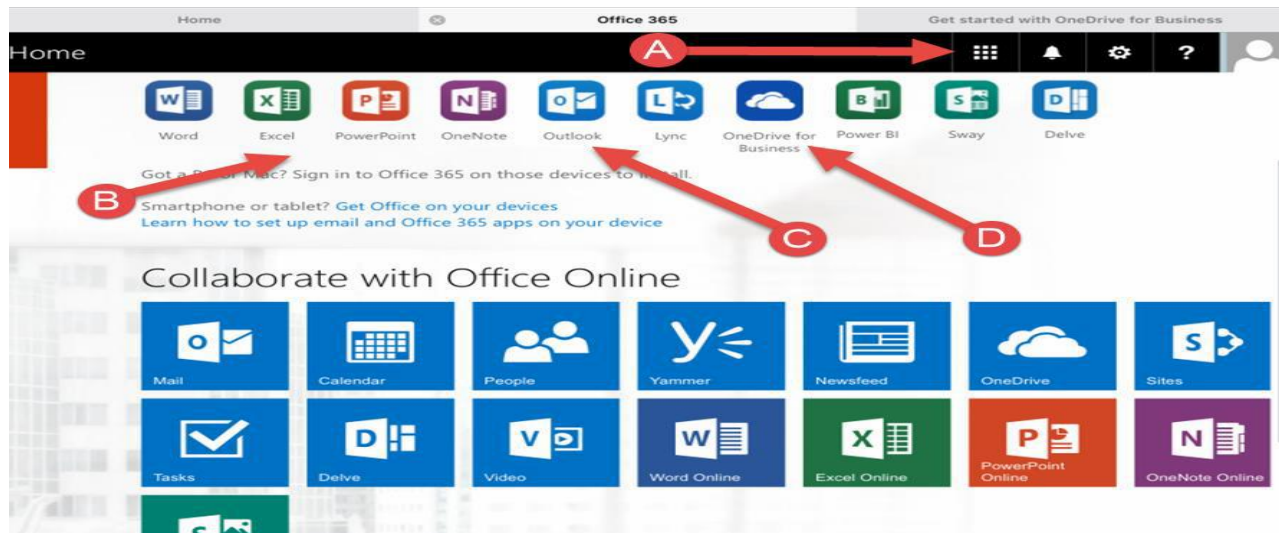 Home
Office 365
Get started with OneDrive for Business
Home
A
?
Word
Excel
PowerPoint
OneNote
Outlook
Lync
OneDrive for
Business
Power BI
Sway
Delve
B
Got a or Mac? Sign in to Office 365 on those devices to install.
Smartphone or tablet? Get Office on your devices
Learn how to set up email and Office 365 apps on your device
C
D
Collaborate with Office Online
Mail
Calendar
People
Yammer
Newsfeed
OneDrive
Sites
Tasks
Delve
Video
Word Online
Excel Online
PowerPoint
Online
OneNote Online